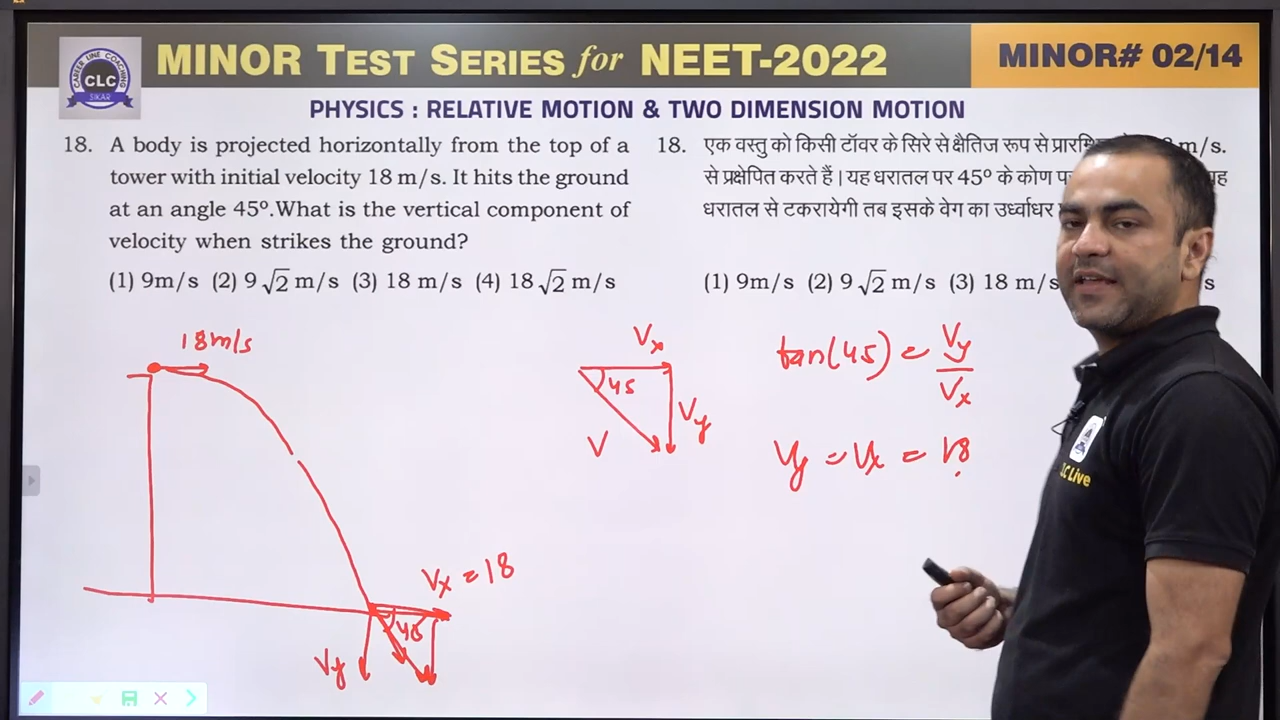 MINOR TEST SERIES for NEET-2022
MINOR# 02/14
CAREER LINE COACHING
CLC
SIKAR
PHYSICS : RELATIVE MOTION & TWO DIMENSION MOTION
18. A body is projected horizontally from the top of a
tower with initial velocity 18 m/s. It hits the ground
at an angle 45º.What is the vertical component of
velocity when strikes the ground?
(1) 9m/s (2) 9√2 m/s (3) 18 m/s (4) 18√2 m/s
18. एक वस्तु को किसी टॉवर के सिरे से क्षैतिज रूप से m/s.
से प्रक्षेपित करते हैं। यह धरातल पर 45º के कोण
धरातल से टकरायेगी तब इसके वेग का उर्ध्वाधर
(1) 9m/s (2) 9√2 m/s (3) 18 m/s s
18m/s
Vx
45
V
Vy
tan(45) = Vy/Vx
Vy = Vx = 18
Vx = 18
45
Vy
CLC Live